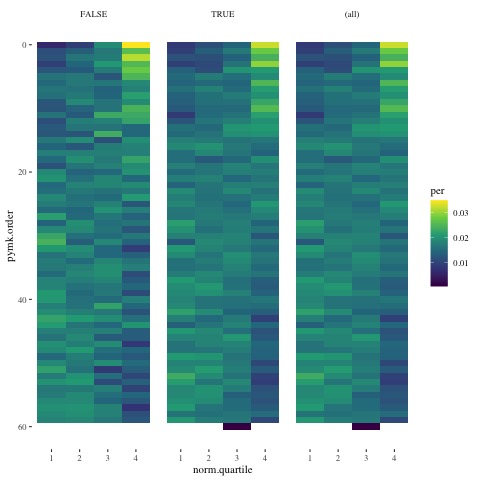 FALSE TRUE (all)
0
20
40
60
pymk.order
1 2 3 4 1 2 3 4 1 2 3 4
norm.quartile
per
0.03
0.02
0.01